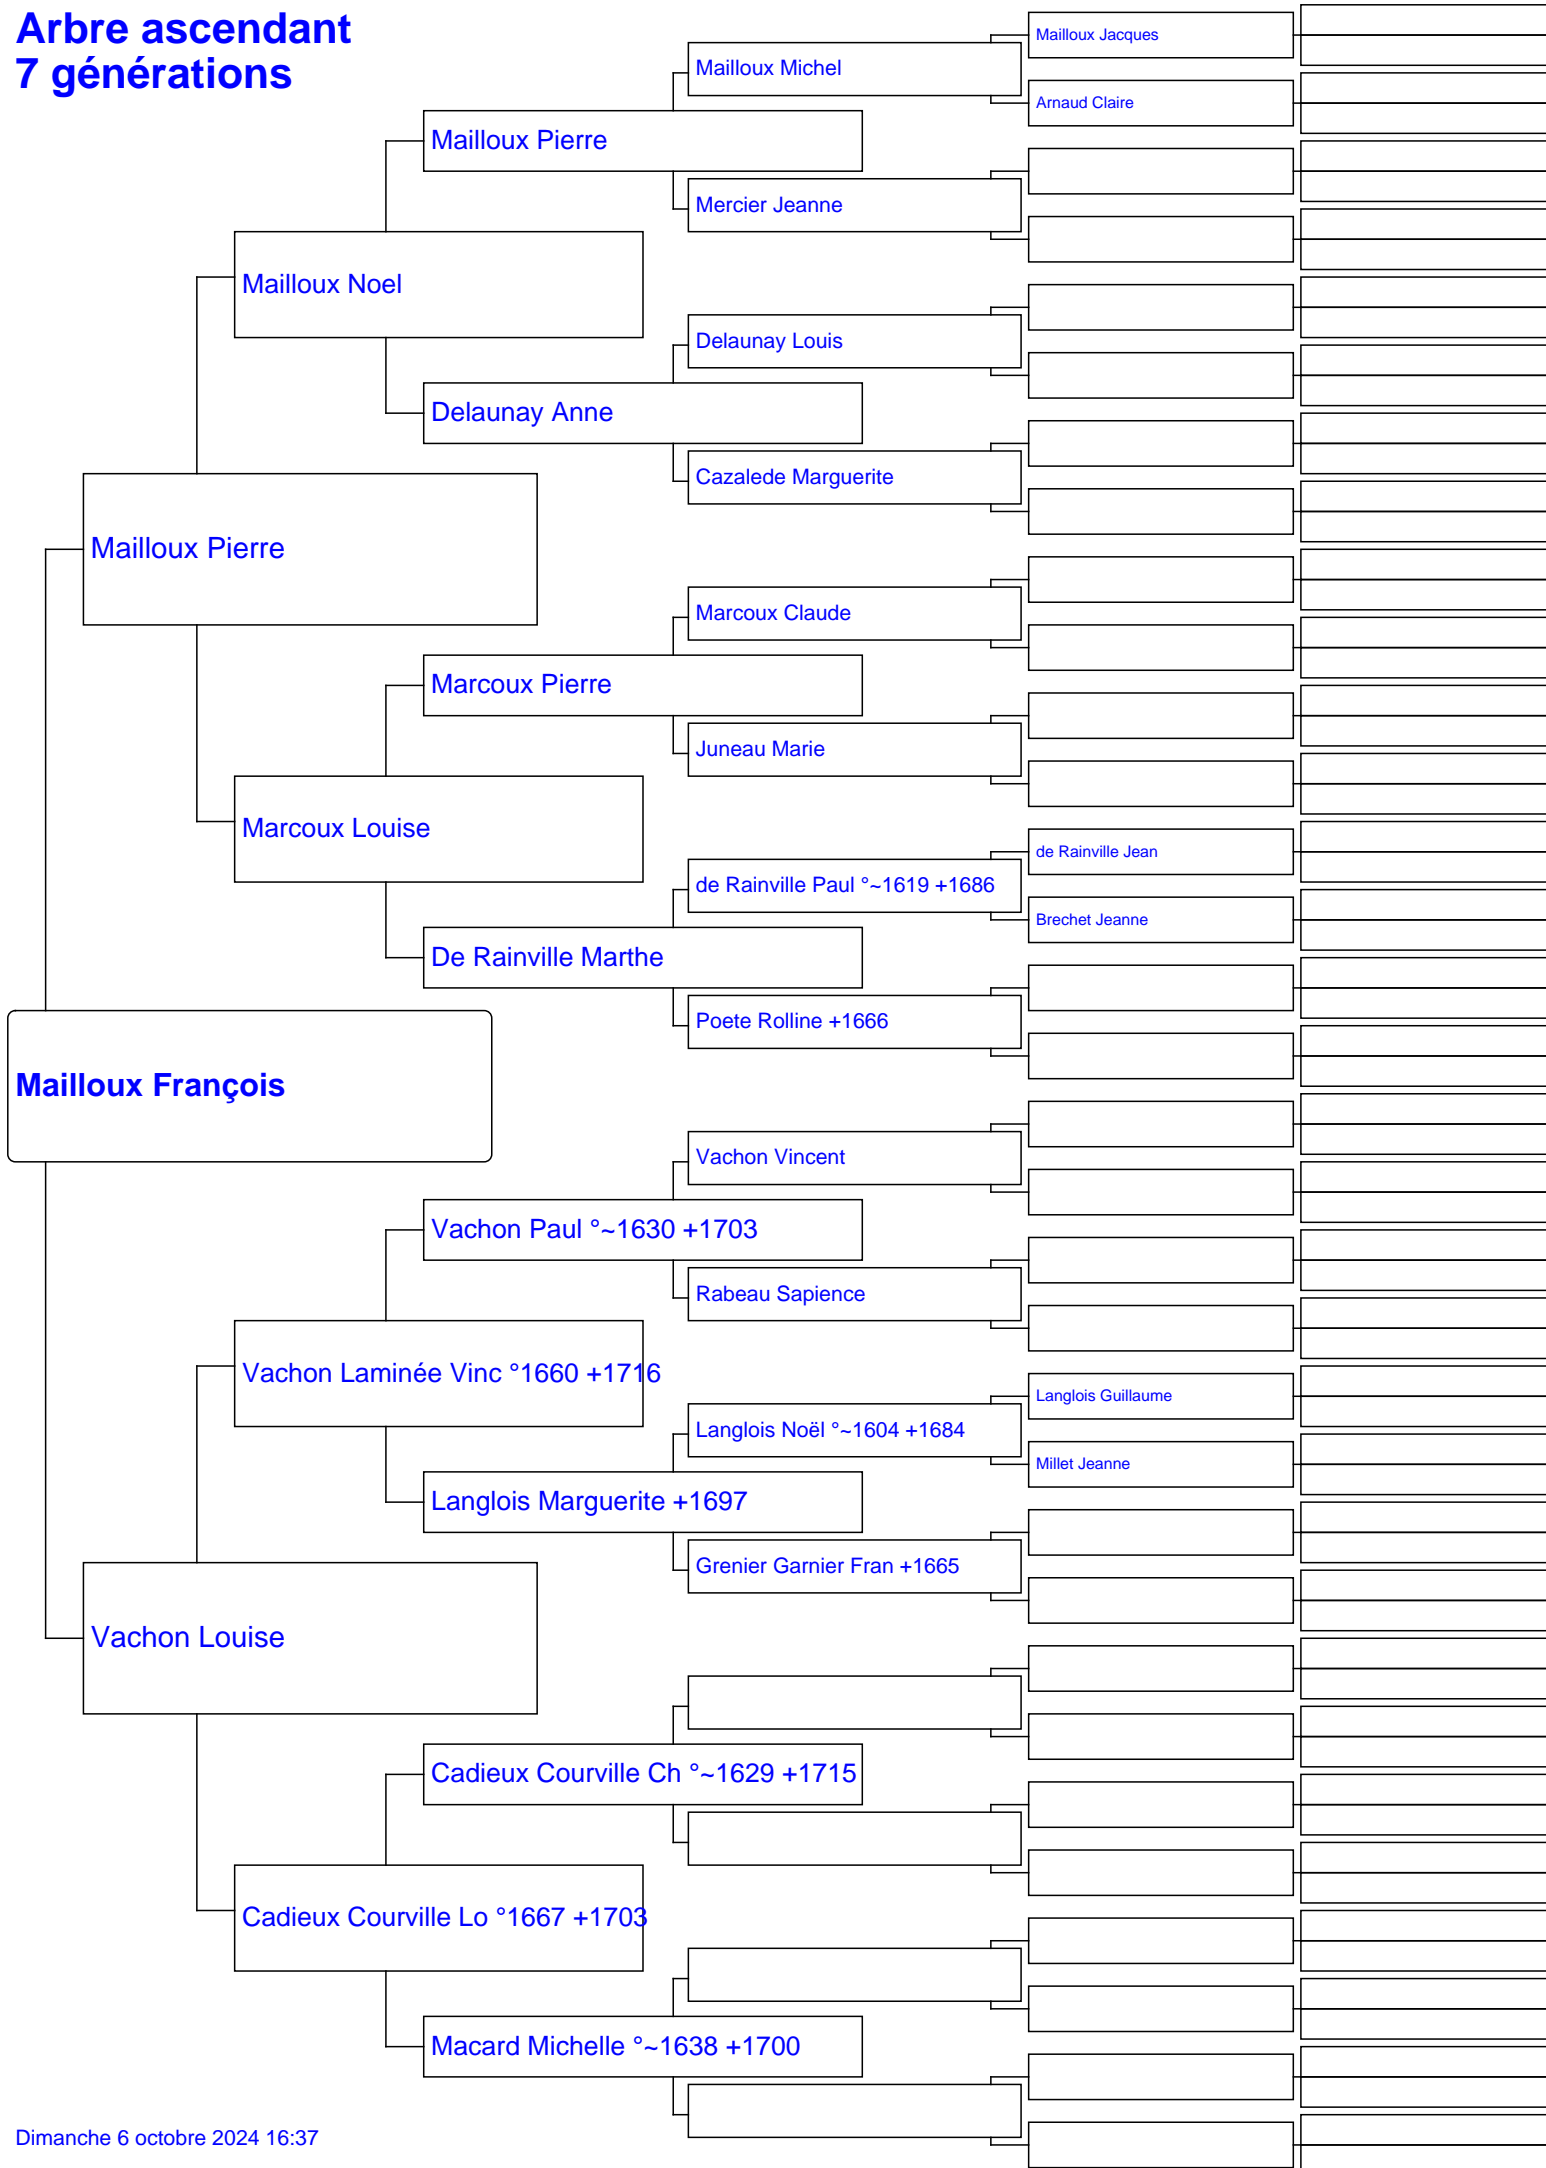 Arbre ascendant
7 générations
Mailloux Jacques
Mailloux Michel
Arnaud Claire
Mailloux Pierre
Mercier Jeanne
Mailloux Noel
Delaunay Louis
Delaunay Anne
Cazalede Marguerite
Mailloux Pierre
Marcoux Claude
Marcoux Pierre
Juneau Marie
Marcoux Louise
de Rainville Jean
de Rainville Paul °~1619 +1686
Brechet Jeanne
De Rainville Marthe
Poete Rolline +1666
Mailloux François
Vachon Vincent
Vachon Paul °~1630 +1703
Rabeau Sapience
Vachon Laminée Vinc °1660 +1716
Langlois Guillaume
Langlois Noël °~1604 +1684
Millet Jeanne
Langlois Marguerite +1697
Grenier Garnier Fran +1665
Vachon Louise
Cadieux Courville Ch °~1629 +1715
Cadieux Courville Lo °1667 +1703
Macard Michelle °~1638 +1700
Dimanche 6 octobre 2024 16:37